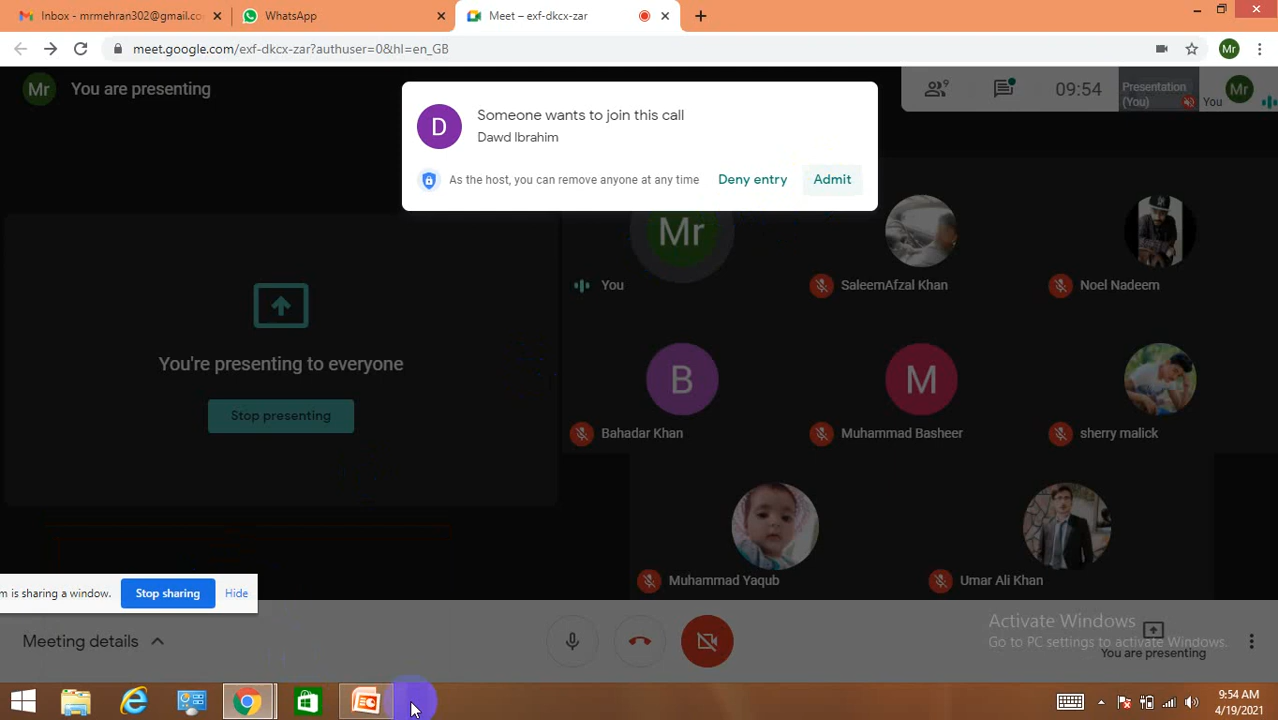 Inbox - mrmehran302@gmail.co
WhatsApp
Meet – exf-dkcx-zar
meet.google.com/exf-dkcx-zar?authuser=0&hl=en_GB
Mr
Mr
You are presenting
9
09:54
Presentation
(You)
You
Mr
D
Someone wants to join this call
Dawd Ibrahim
As the host, you can remove anyone at any time
Deny entry
Admit
Mr
You
SaleemAfzal Khan
Noel Nadeem
You're presenting to everyone
Stop presenting
B
Bahadar Khan
M
Muhammad Basheer
sherry malick
Muhammad Yaqub
Umar Ali Khan
m is sharing a window.
Stop sharing
Hide
Meeting details
Activate Windows
Go to PC settings to activate Windows.
You are presenting
9:54 AM
4/19/2021